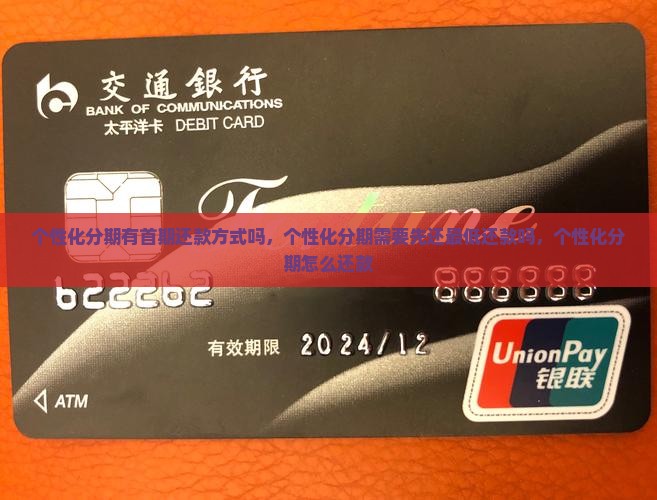 交通銀行
BANK OF COMMUNICATIONS
太平洋卡 DEBIT CARD
Fortune
个性化分期有首期还款方式吗，个性化分期需要先还最低还款吗，个性化分
期怎么还款
622262 888888
有效期限 2024/12
UnionPay
银联
ATM